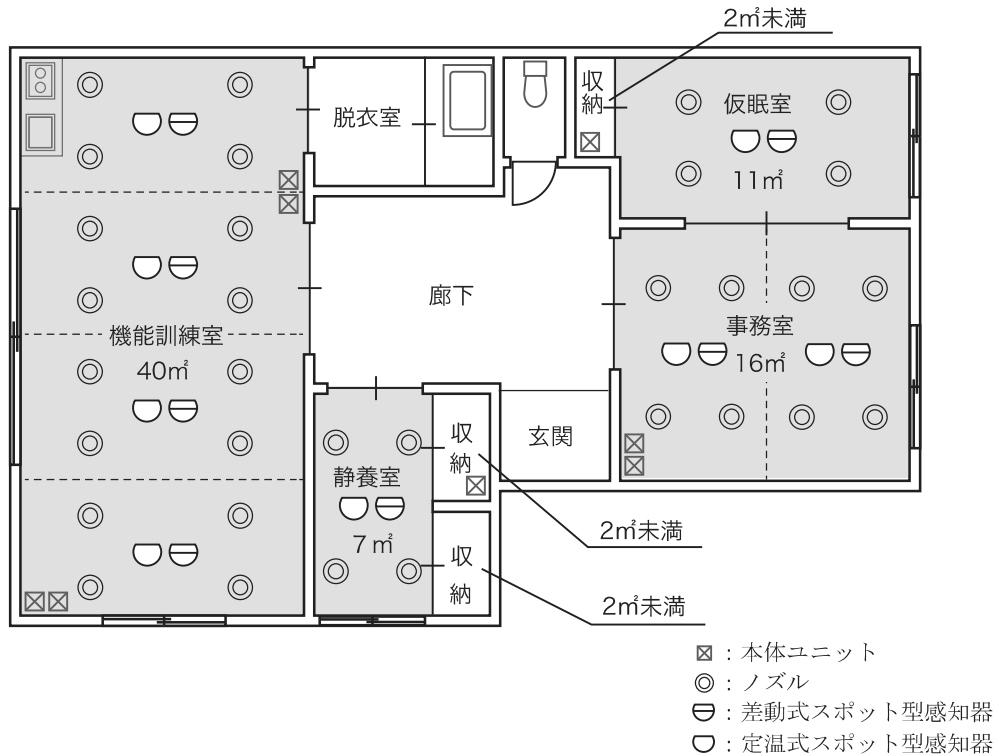 2㎡未満
収
納
仮眠室
11㎡
脱衣室
廊下
機能訓練室
40㎡
事務室
16㎡
玄関
収
納
静養室
7㎡
収
納
2㎡未満
2㎡未満
：本体ユニット
：ノズル
：差動式スポット型感知器
：定温式スポット型感知器